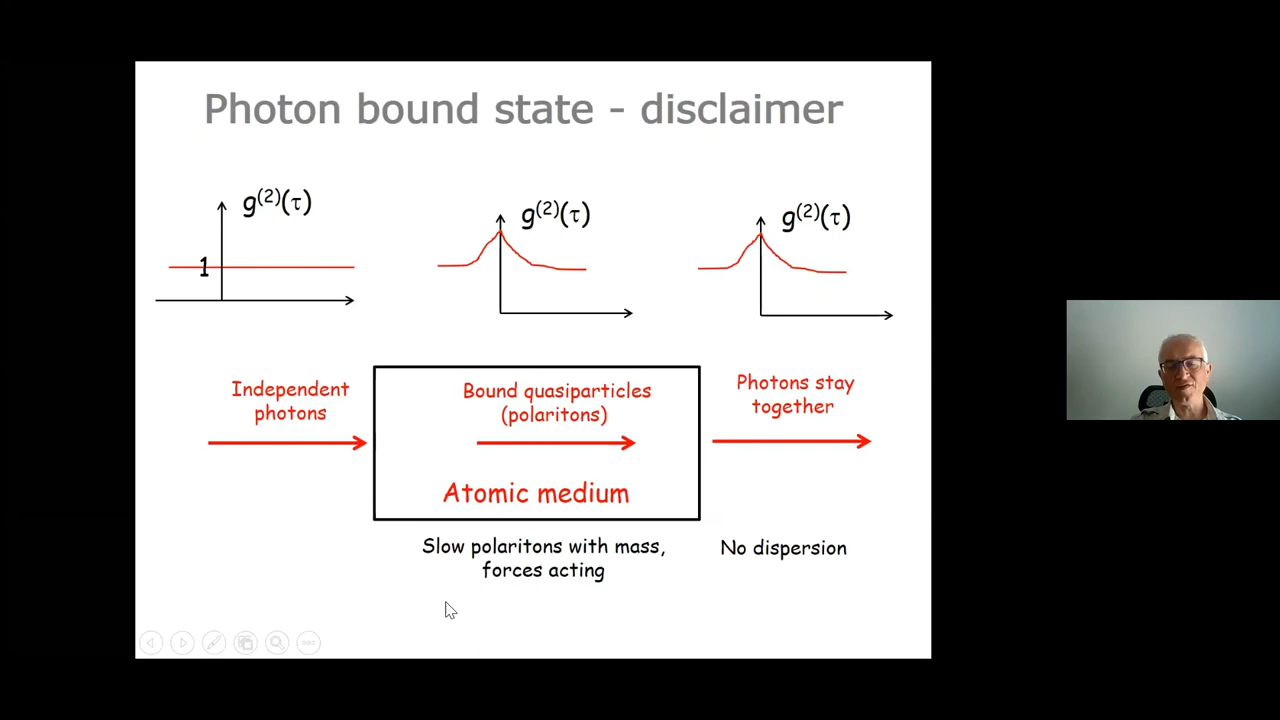 Photon bound state - disclaimer
g(2)(τ)
g(2)(τ)
g(2)(τ)
1
Independent
photons
Bound quasiparticles
(polaritons)
Photons stay
together
Atomic medium
Slow polaritons with mass,
forces acting
No dispersion